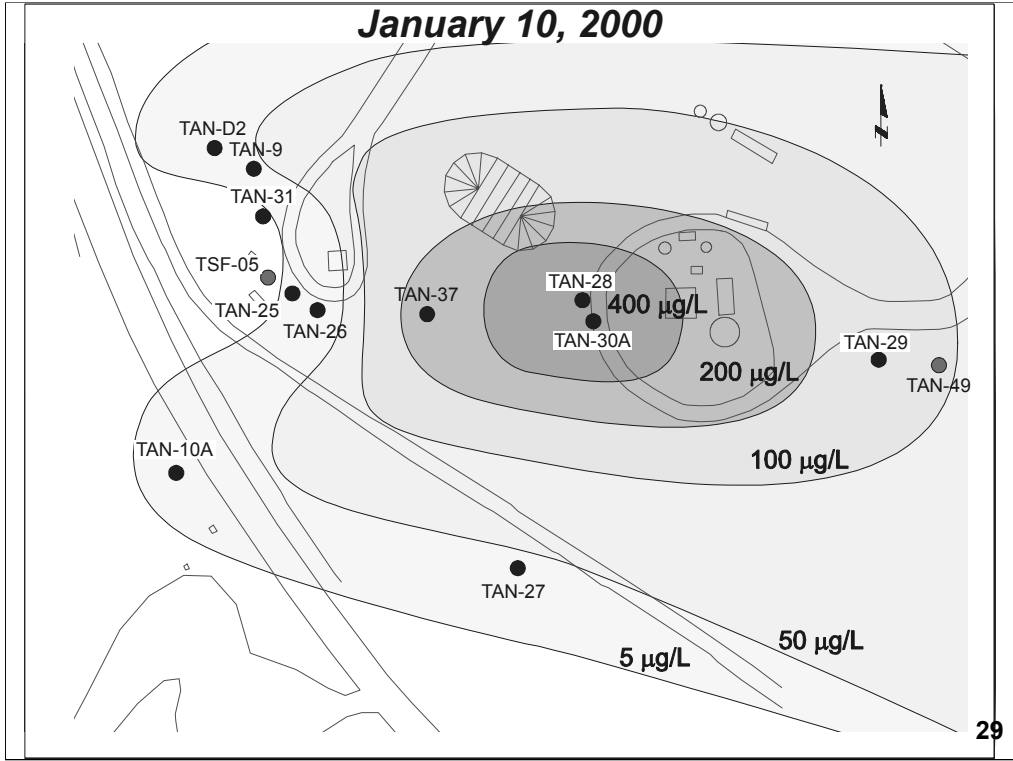 January 10, 2000
TAN-D2
TAN-9
TAN-31
TSF-05
TAN-25
TAN-26
TAN-37
TAN-28
400 µg/L
TAN-30A
TAN-29
200 µg/L
TAN-49
TAN-10A
100 µg/L
TAN-27
50 µg/L
5 µg/L
N
29